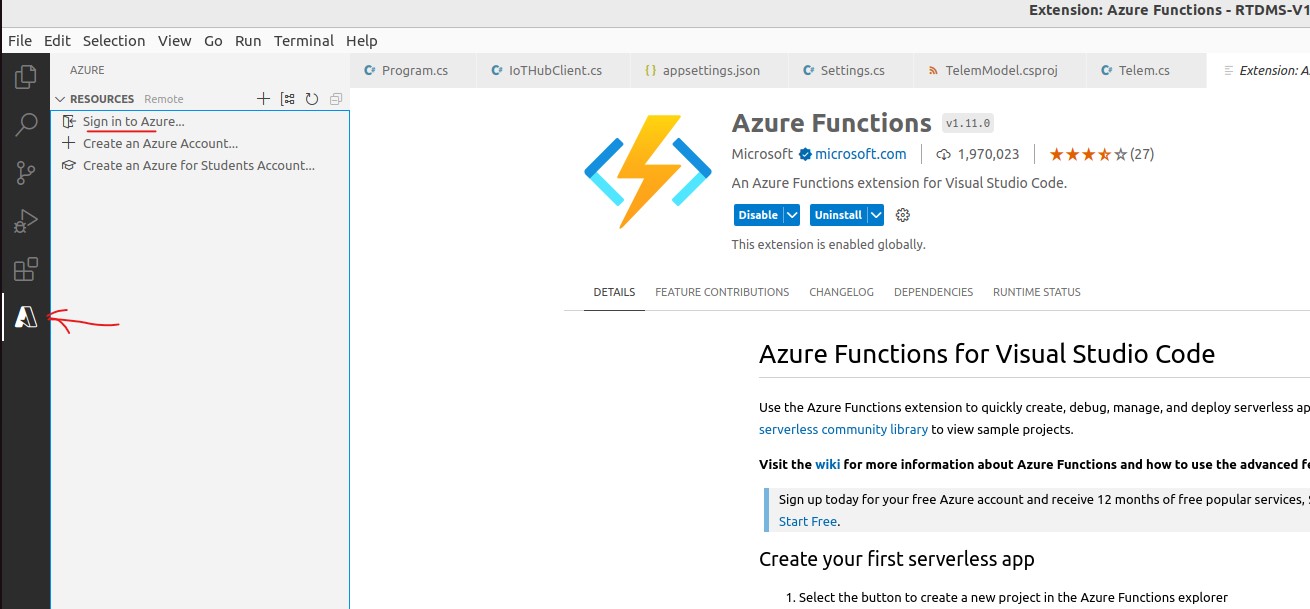 Extension: Azure Functions - RTDMS-V1
File Edit Selection View Go Run Terminal Help
AZURE
Program.cs IoTHubClient.cs {} appsettings.json Settings.cs TelemModel.csproj Telem.cs Extension: A
RESOURCES Remote
Sign in to Azure...
Create an Azure Account...
Create an Azure for Students Account...
Azure Functions v1.11.0
Microsoft microsoft.com 1,970,023 (27)
An Azure Functions extension for Visual Studio Code.
Disable Uninstall
This extension is enabled globally.
DETAILS FEATURE CONTRIBUTIONS CHANGELOG DEPENDENCIES RUNTIME STATUS
Azure Functions for Visual Studio Code
Use the Azure Functions extension to quickly create, debug, manage, and deploy serverless ap
serverless community library to view sample projects.
Visit the wiki for more information about Azure Functions and how to use the advanced fe
Sign up today for your free Azure account and receive 12 months of free popular services,
Start Free.
Create your first serverless app
1. Select the button to create a new project in the Azure Functions explorer